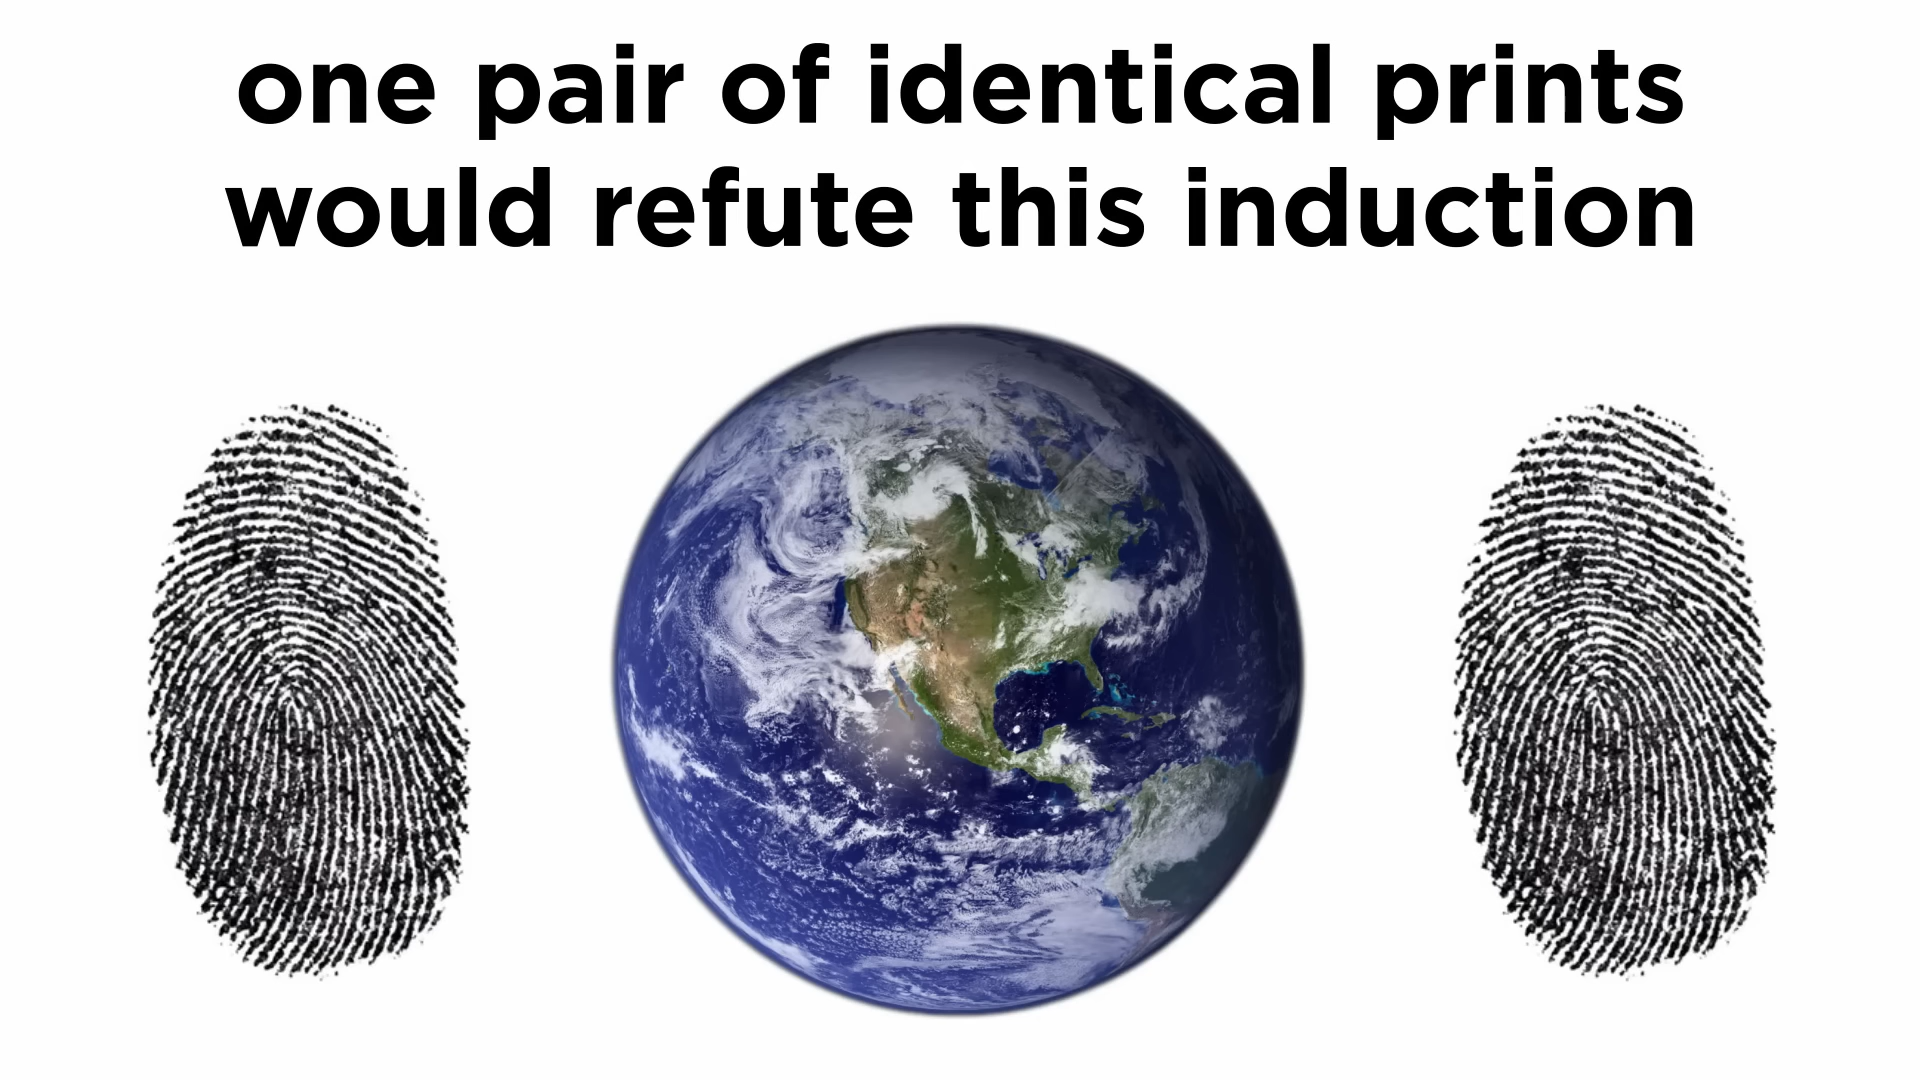 one pair of identical prints
would refute this induction